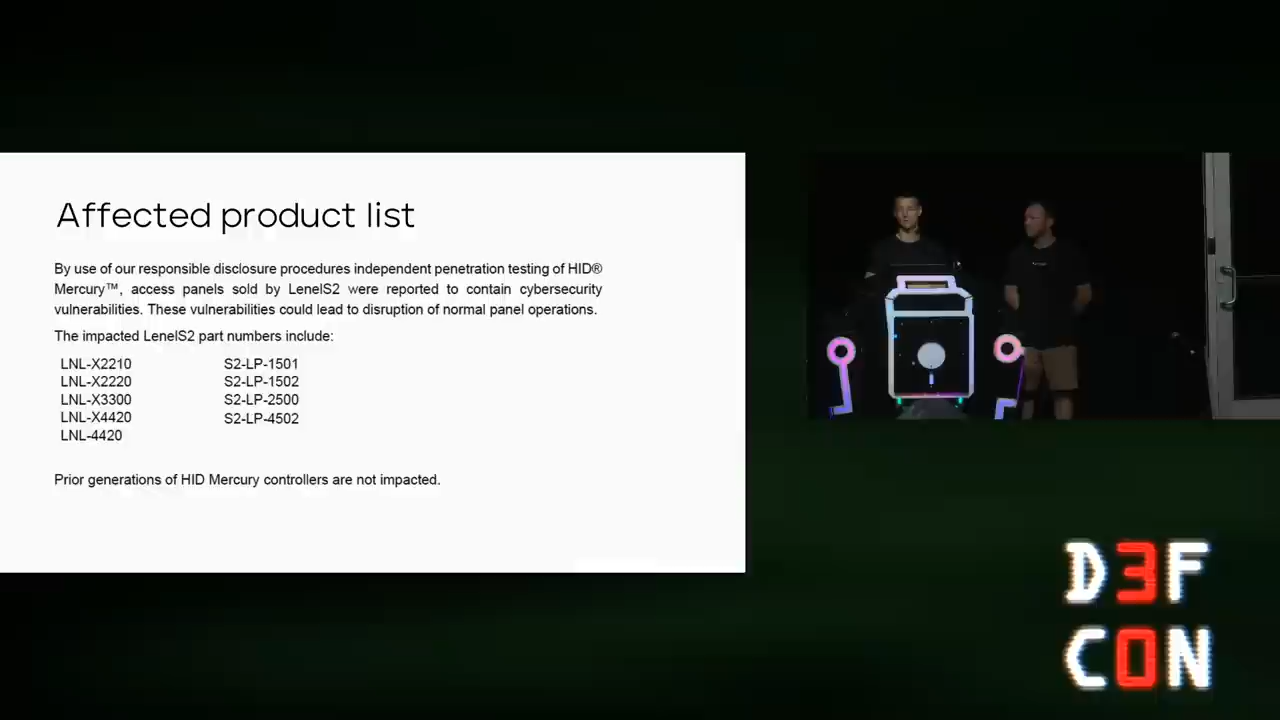 Affected product list
By use of our responsible disclosure procedures independent penetration testing of HID®
Mercury™, access panels sold by LenelS2 were reported to contain cybersecurity
vulnerabilities. These vulnerabilities could lead to disruption of normal panel operations.
The impacted LenelS2 part numbers include:
LNL-X2210
LNL-X2220
LNL-X3300
LNL-X4420
LNL-4420
S2-LP-1501
S2-LP-1502
S2-LP-2500
S2-LP-4502
Prior generations of HID Mercury controllers are not impacted.
D3F
C0N